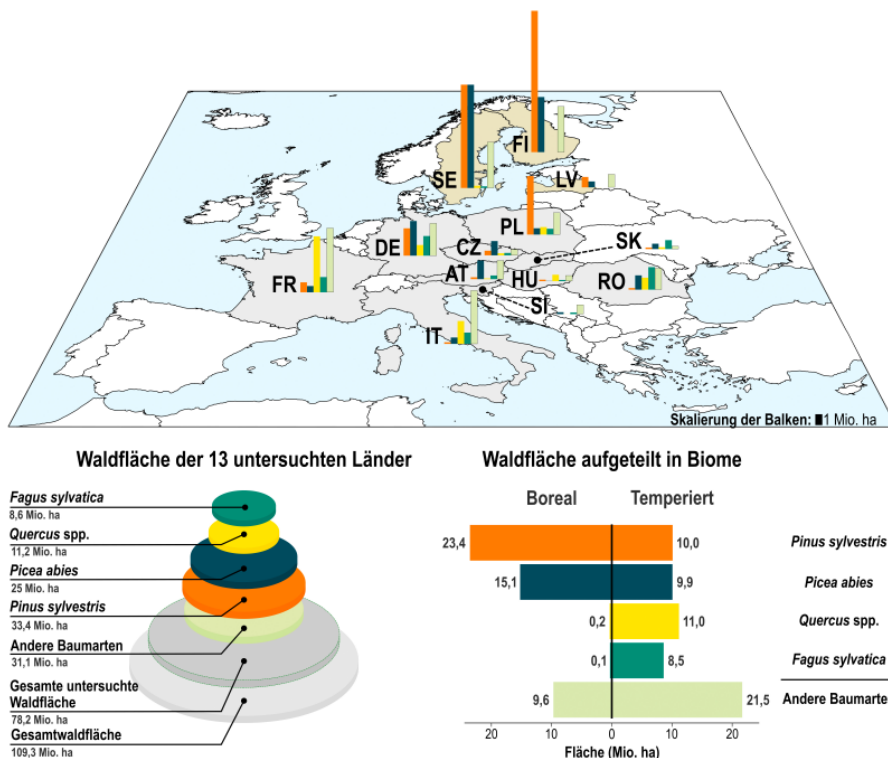 FI
SE
LV
PL
DE
CZ
SK
AT
HU
RO
FR
SI
IT
Skalierung der Balken: 1 Mio. ha
Waldfläche der 13 untersuchten Länder
Fagus sylvatica
8,6 Mio. ha
Quercus spp.
11,2 Mio. ha
Picea abies
25 Mio. ha
Pinus sylvestris
33,4 Mio. ha
Andere Baumarten
31,1 Mio. ha
Gesamte untersuchte
Waldfläche
78,2 Mio. ha
Gesamtwaldfläche
109,3 Mio. ha
Waldfläche aufgeteilt in Biome
Boreal Temperiert
23,4 10,0 Pinus sylvestris
15,1 9,9 Picea abies
0,2 11,0 Quercus spp.
0,1 8,5 Fagus sylvatica
9,6 21,5 Andere Baumarte
20 10 0 10 20
Fläche (Mio. ha)